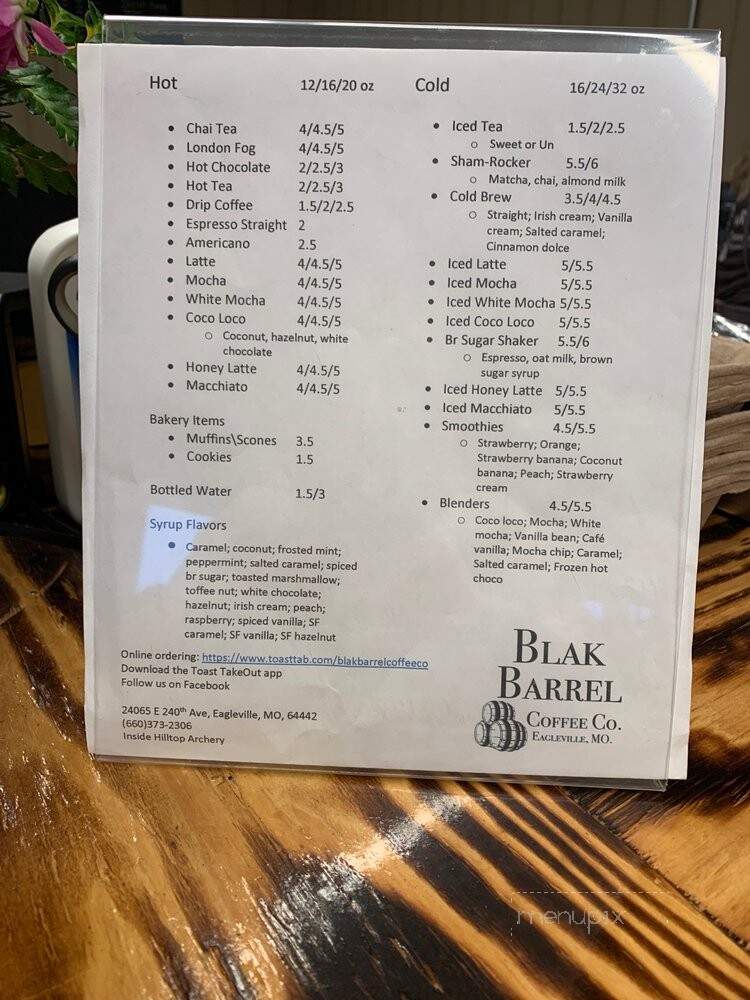 Hot 12/16/20 oz
• Chai Tea 4/4.5/5
• London Fog 4/4.5/5
• Hot Chocolate 2/2.5/3
• Hot Tea 2/2.5/3
• Drip Coffee 1.5/2/2.5
• Espresso Straight 2
• Americano 2.5
• Latte 4/4.5/5
• Mocha 4/4.5/5
• White Mocha 4/4.5/5
• Coco Loco 4/4.5/5
○ Coconut, hazelnut, white
chocolate
• Honey Latte 4/4.5/5
• Macchiato 4/4.5/5
Bakery Items
• Muffins\Scones 3.5
• Cookies 1.5
Bottled Water 1.5/3
Syrup Flavors
• Caramel; coconut; frosted mint;
peppermint; salted caramel; spiced
br sugar; toasted marshmallow;
toffee nut; white chocolate;
hazelnut; irish cream; peach;
raspberry; spiced vanilla; SF
caramel; SF vanilla; SF hazelnut
Cold 16/24/32 oz
• Iced Tea 1.5/2/2.5
○ Sweet or Un
• Sham-Rocker 5.5/6
○ Matcha, chai, almond milk
• Cold Brew 3.5/4/4.5
○ Straight; Irish cream; Vanilla
cream; Salted caramel;
Cinnamon dolce
• Iced Latte 5/5.5
• Iced Mocha 5/5.5
• Iced White Mocha 5/5.5
• Iced Coco Loco 5/5.5
• Br Sugar Shaker 5.5/6
○ Espresso, oat milk, brown
sugar syrup
• Iced Honey Latte 5/5.5
• Iced Macchiato 5/5.5
• Smoothies 4.5/5.5
○ Strawberry; Orange;
Strawberry banana; Coconut
banana; Peach; Strawberry
cream
• Blenders 4.5/5.5
○ Coco loco; Mocha; White
mocha; Vanilla bean; Café
vanilla; Mocha chip; Caramel;
Salted caramel; Frozen hot
choco
Online ordering: https://www.toasttab.com/blakbarrelcoffeeco
Download the Toast TakeOut app
Follow us on Facebook
24065 E 240th Ave, Eagleville, MO, 64442
(660)373-2306
Inside Hilltop Archery
BLAK
BARREL
COFFEE CO.
EAGLEVILLE, MO.
menupix